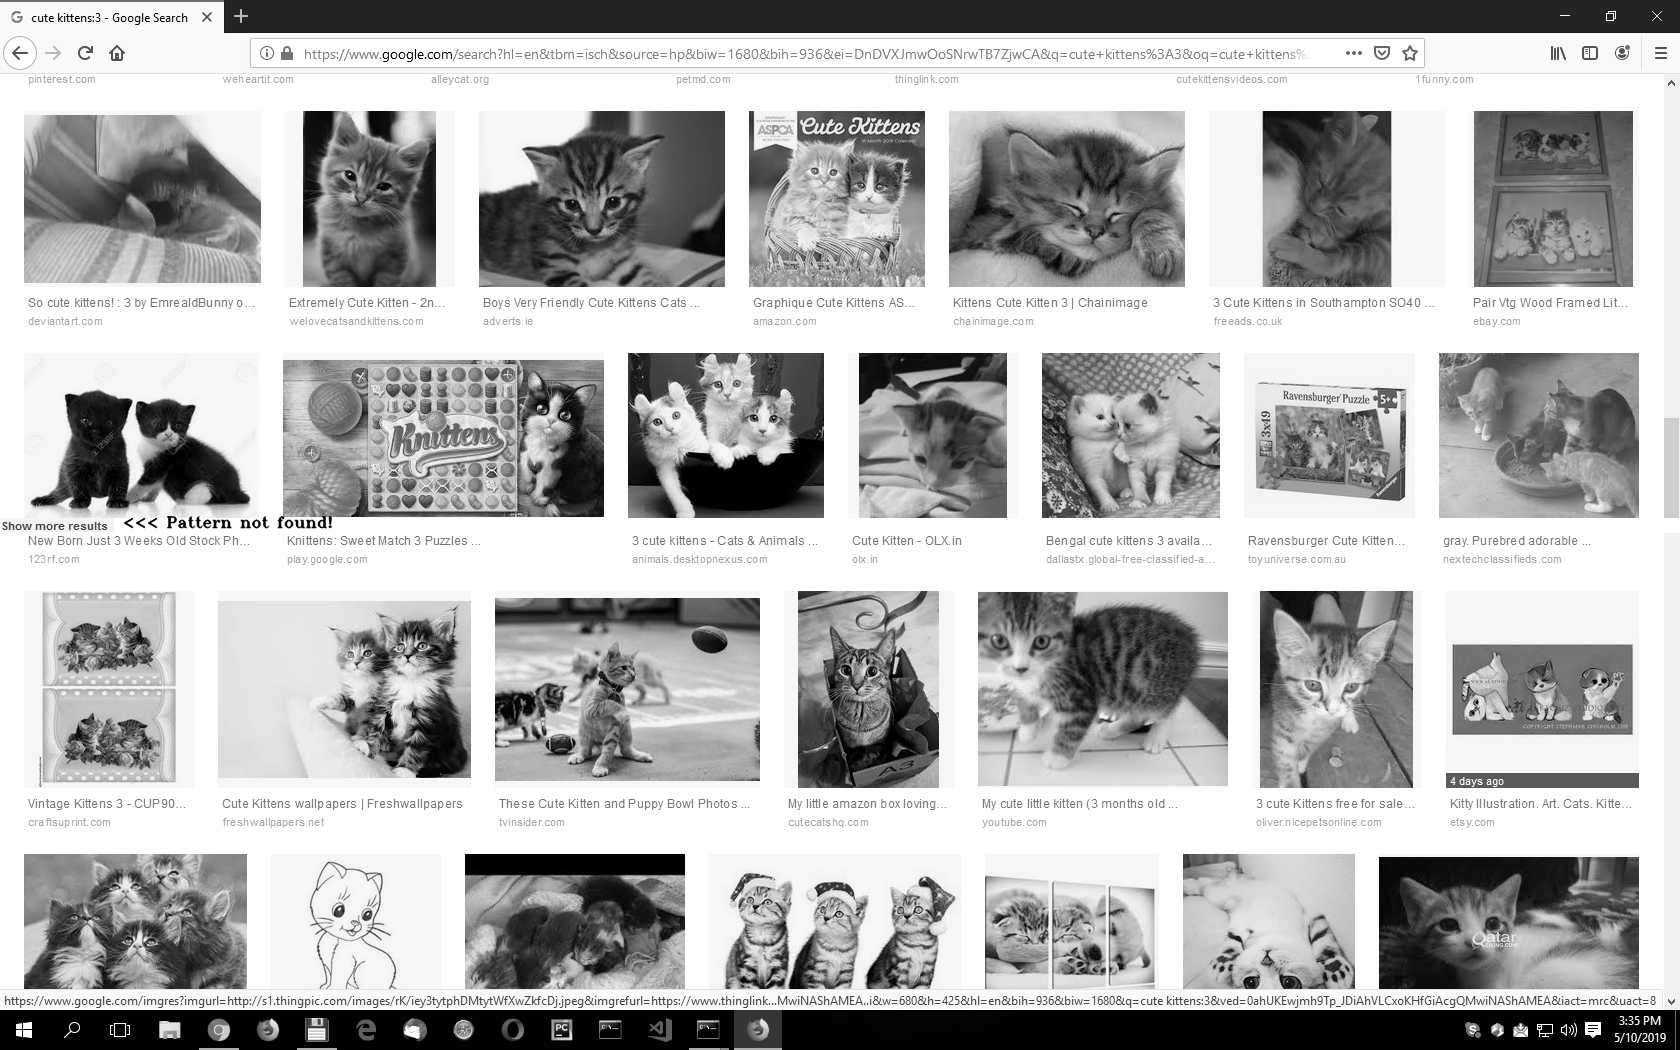 cute kittens:3 - Google Search
https://www.google.com/search?hl=en&tbm=isch&source=hp&biw=1680&bih=936&ei=DnDVXJmwOoSNrwTB7ZjwCA&q=cute+kittens%3A3&oq=cute+kittens%
pinterest.com weheartit.com alleycat.org petmd.com thinglink.com cutekittensvideos.com 1funny.com
ASPCA Cute Kittens
So cute kittens! : 3 by EmrealdBunny o... Extremely Cute Kitten - 2n... Boys Very Friendly Cute Kittens Cats ... Graphique Cute Kittens AS... Kittens Cute Kitten 3 | Chainimage 3 Cute Kittens in Southampton SO40 ... Pair Vtg Wood Framed Lit...
deviantart.com welovecatsandkittens.com adverts.ie amazon.com chainimage.com freeads.co.uk ebay.com
Knittens
Ravensburger Puzzle 5+
3x49
Show more results <<< Pattern not found!
New Born Just 3 Weeks Old Stock Ph... Knittens: Sweet Match 3 Puzzles ... 3 cute kittens - Cats & Animals ... Cute Kitten - OLX.in Bengal cute kittens 3 availa... Ravensburger Cute Kitten... gray. Purebred adorable ...
123rf.com play.google.com animals.desktopnexus.com olx.in dallastx.global-free-classified-a... toyuniverse.com.au nextechclassifieds.com
A3
4 days ago
Vintage Kittens 3 - CUP90... Cute Kittens wallpapers | Freshwallpapers These Cute Kitten and Puppy Bowl Photos ... My little amazon box loving... My cute little kitten (3 months old ... 3 cute Kittens free for sale... Kitty Illustration. Art. Cats. Kitte...
craftsuprint.com freshwallpapers.net tvinsider.com cutecatshq.com youtube.com oliver.nicepetsonline.com etsy.com
Qatar
https://www.google.com/imgres?imgurl=http://s1.thingpic.com/images/rK/iey3tytphDMtytWfXwZkfcDj.jpeg&imgrefurl=https://www.thinglink...MwiNAShAMEA..i&w=680&h=425&hl=en&bih=936&biw=1680&q=cute kittens:3&ved=0ahUKEwjmh9Tp_JDiAhVLCxoKHfGiAcgQMwiNAShAMEA&iact=mrc&uact=8
PC
3:35 PM
5/10/2019